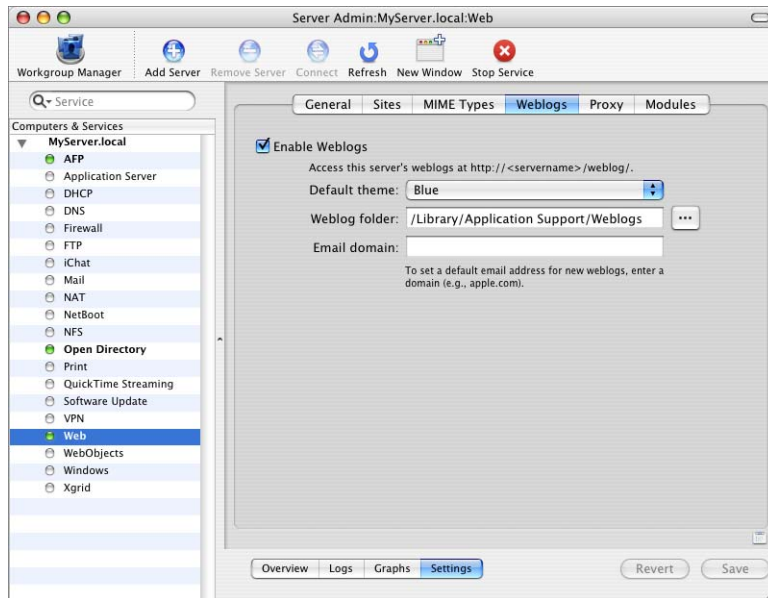 Server Admin:MyServer.local:Web
Workgroup Manager Add Server Remove Server Connect Refresh New Window Stop Service
Service
General Sites MIME Types Weblogs Proxy Modules
Computers & Services
MyServer.local
AFP
Application Server
DHCP
DNS
Firewall
FTP
iChat
Mail
NAT
NetBoot
NFS
Open Directory
Print
QuickTime Streaming
Software Update
VPN
Web
WebObjects
Windows
Xgrid
Enable Weblogs
Access this server's weblogs at http://<servername>/weblog/.
Default theme: Blue
Weblog folder: /Library/Application Support/Weblogs ...
Email domain:
To set a default email address for new weblogs, enter a
domain (e.g., apple.com).
Overview Logs Graphs Settings Revert Save